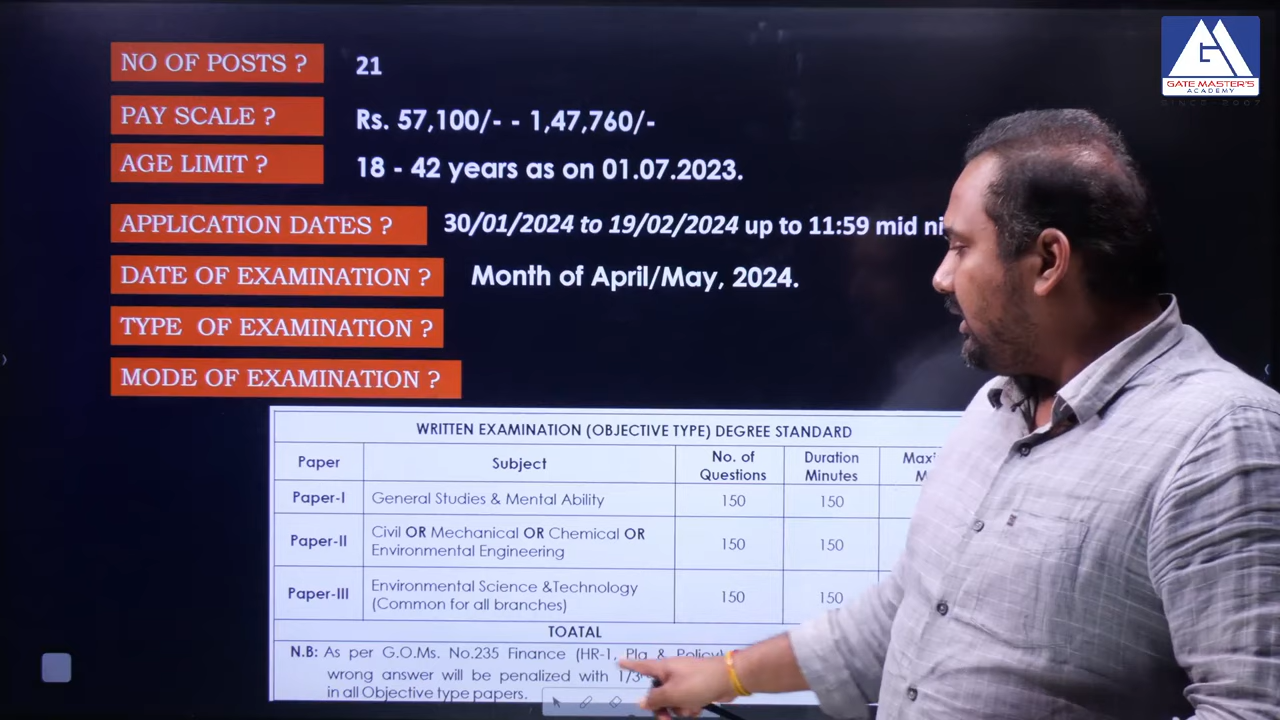 GATE MASTER'S
ACADEMY
SINCE-2007
NO OF POSTS ? 21
PAY SCALE ? Rs. 57,100/- - 1,47,760/-
AGE LIMIT ? 18 - 42 years as on 01.07.2023.
APPLICATION DATES ? 30/01/2024 to 19/02/2024 up to 11:59 mid ni
DATE OF EXAMINATION ? Month of April/May, 2024.
TYPE OF EXAMINATION ?
MODE OF EXAMINATION ?
WRITTEN EXAMINATION (OBJECTIVE TYPE) DEGREE STANDARD
Paper Subject No. of Questions Duration Minutes
Paper-I General Studies & Mental Ability 150 150
Paper-II Civil OR Mechanical OR Chemical OR
Environmental Engineering 150 150
Paper-III Environmental Science &Technology
(Common for all branches) 150 150
TOATAL
N.B: As per G.O.Ms. No.235 Finance (HR-1, Plg & Policy)
wrong answer will be penalized with 1/3
in all Objective type papers.